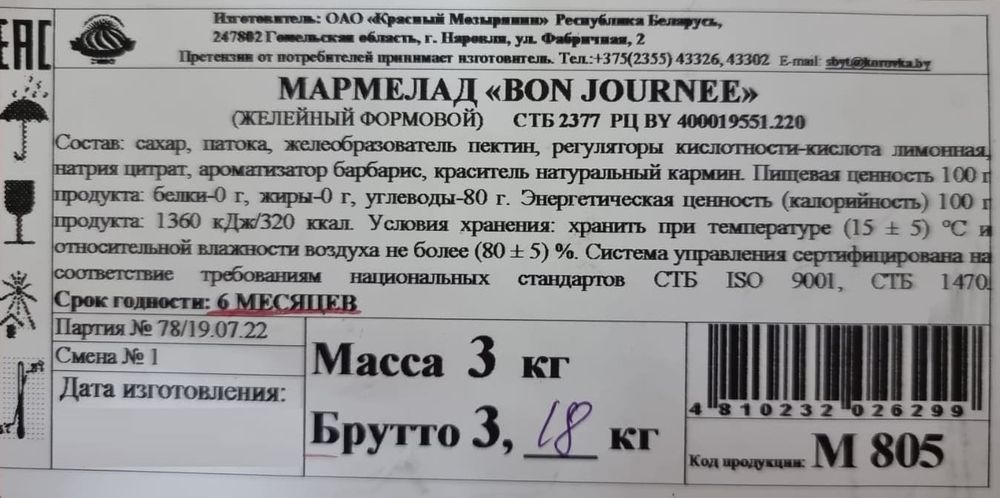 EAC
Изготовитель: ОАО «Красный Мозырянин» Республика Беларусь,
247802 Гомельская область, г. Наровля, ул. Фабричная, 2
Претензии от потребителей принимает изготовитель. Тел.:+375(2355) 43326, 43302 E-mail: sbyt@korovka.by
МАРМЕЛАД «BON JOURNEE»
(ЖЕЛЕЙНЫЙ ФОРМОВОЙ) СТБ 2377 РЦ BY 400019551.220
Состав: сахар, патока, желеобразователь пектин, регуляторы кислотности-кислота лимонная,
натрия цитрат, ароматизатор барбарис, краситель натуральный кармин. Пищевая ценность 100 г
продукта: белки-0 г, жиры-0 г, углеводы-80 г. Энергетическая ценность (калорийность) 100 г
продукта: 1360 кДж/320 ккал. Условия хранения: хранить при температуре (15 ± 5) °С и
относительной влажности воздуха не более (80 ± 5) %. Система управления сертифицирована на
соответствие требованиям национальных стандартов СТБ ISO 9001, СТБ 1470.
Срок годности: 6 МЕСЯЦЕВ
Партия № 78/19.07.22
Смена № 1
Дата изготовления:
Масса 3 кг
Брутто 3, 18 кг
4 810232 026299
Код продукции: М 805